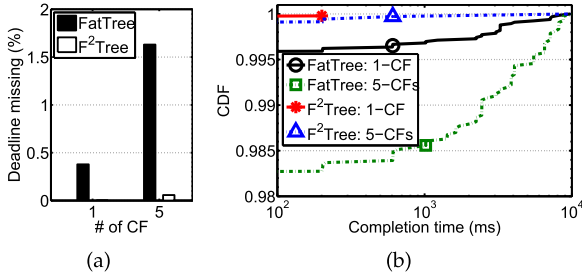 Deadline missing (%)
2
1.5
1
0.5
0
FatTree
F²Tree
1
5
# of CF
(a)
CDF
1
0.995
0.99
0.985
0.98
FatTree: 1−CF
FatTree: 5−CFs
F²Tree: 1−CF
F²Tree: 5−CFs
10² 10³ 10⁴
Completion time (ms)
(b)